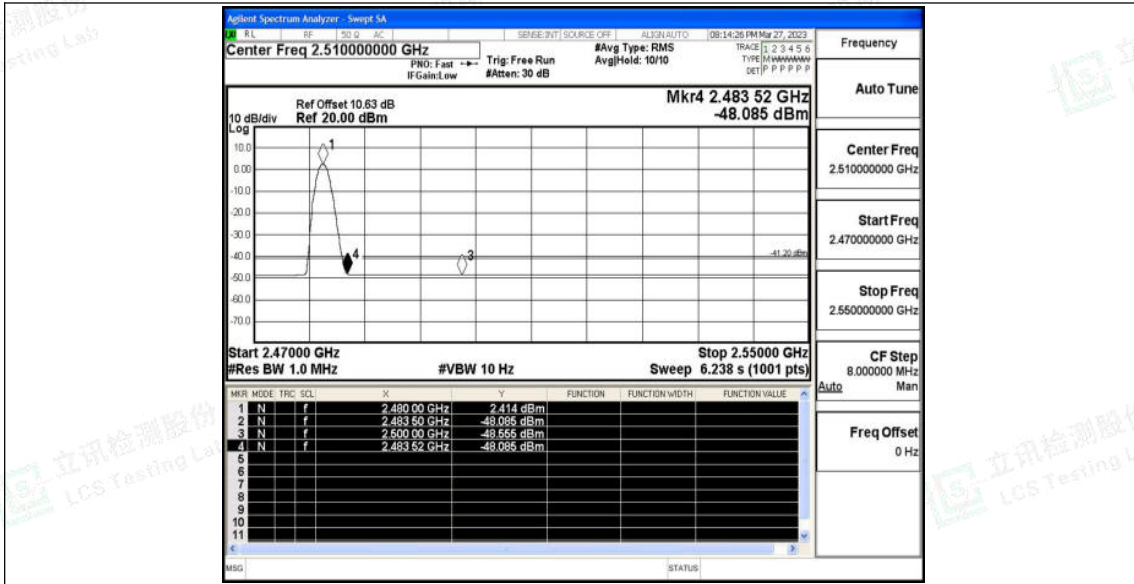 Agilent Spectrum Analyzer - Swept SA
RL RF 50 Ω AC SENSE:INT SOURCE OFF ALIGN AUTO 08:14:26 PM Mar 27, 2023
Center Freq 2.510000000 GHz #Avg Type: RMS TRACE 1 2 3 4 5 6
PNO: Fast Trig: Free Run Avg|Hold: 10/10 TYPE M WWWWW
IFGain:Low #Atten: 30 dB DET P P P P P P
Mkr4 2.483 52 GHz
-48.085 dBm
Ref Offset 10.63 dB
10 dB/div Ref 20.00 dBm
Log
10.0
0.00
-10.0
-20.0
-30.0
-40.0
-50.0
-60.0
-70.0
1
4
3
-41.20 dBm
Start 2.47000 GHz Stop 2.55000 GHz
#Res BW 1.0 MHz #VBW 10 Hz Sweep 6.238 s (1001 pts)
MKR MODE TRC SCL X Y FUNCTION FUNCTION WIDTH FUNCTION VALUE
1 N f 2.480 00 GHz 2.414 dBm
2 N f 2.483 50 GHz -48.085 dBm
3 N f 2.500 00 GHz -48.555 dBm
4 N f 2.483 52 GHz -48.085 dBm
5
6
7
8
9
10
11
MSG STATUS
Frequency
Auto Tune
Center Freq
2.510000000 GHz
Start Freq
2.470000000 GHz
Stop Freq
2.550000000 GHz
CF Step
8.000000 MHz
Auto Man
Freq Offset
0 Hz
立讯检测股份
LCS Testing Lab
立讯检测股份
LCS Testing L